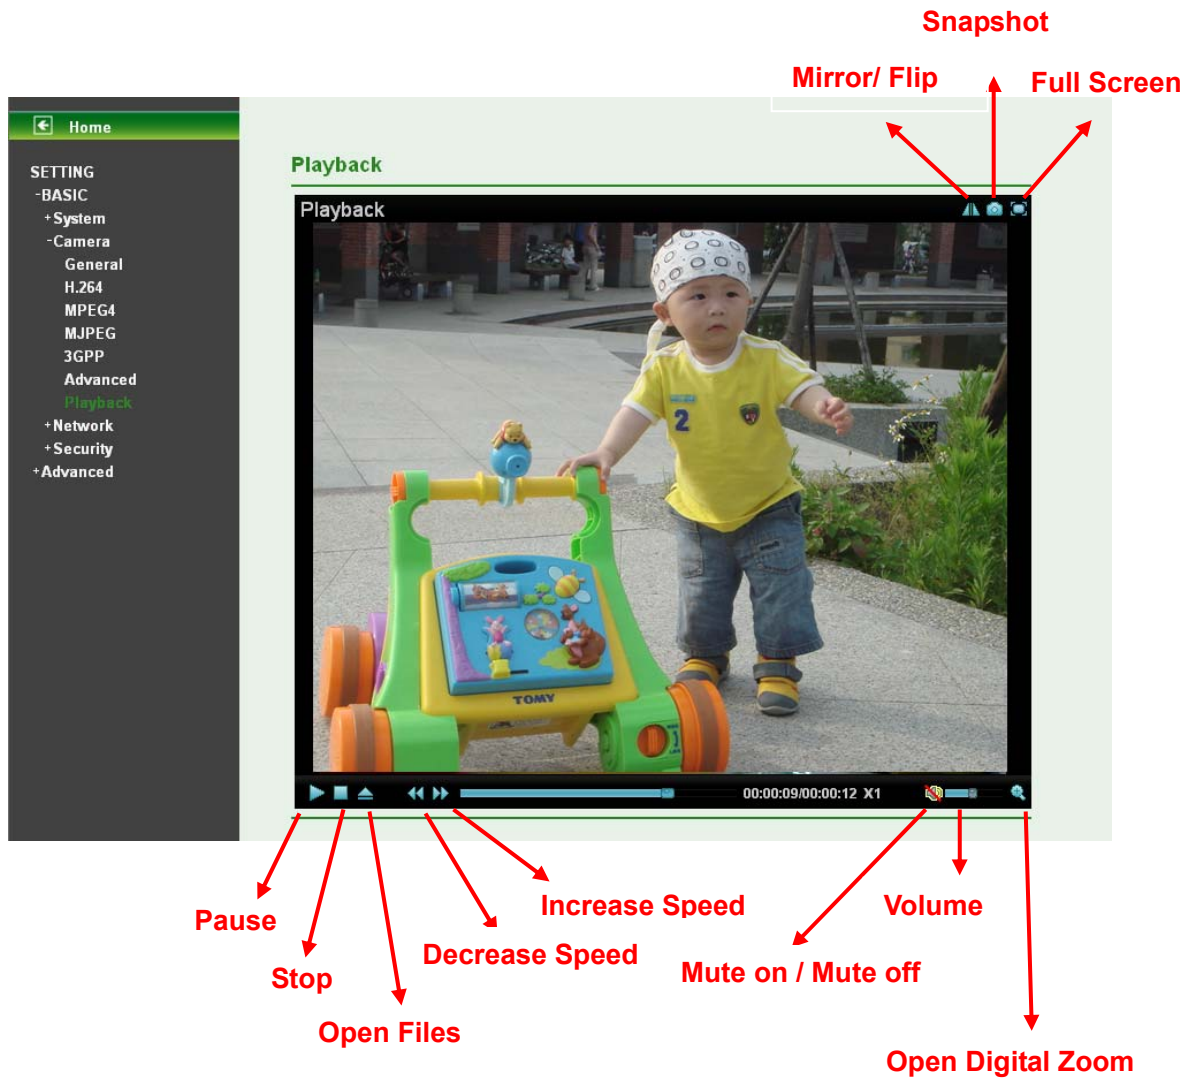 Snapshot
Mirror/ Flip
Full Screen
Home
SETTING
-BASIC
+System
-Camera
General
H.264
MPEG4
MJPEG
3GPP
Advanced
Playback
+Network
+Security
+Advanced
Playback
Playback
2
TOMY
00:00:09/00:00:12 X1
Pause
Stop
Open Files
Decrease Speed
Increase Speed
Mute on / Mute off
Volume
Open Digital Zoom